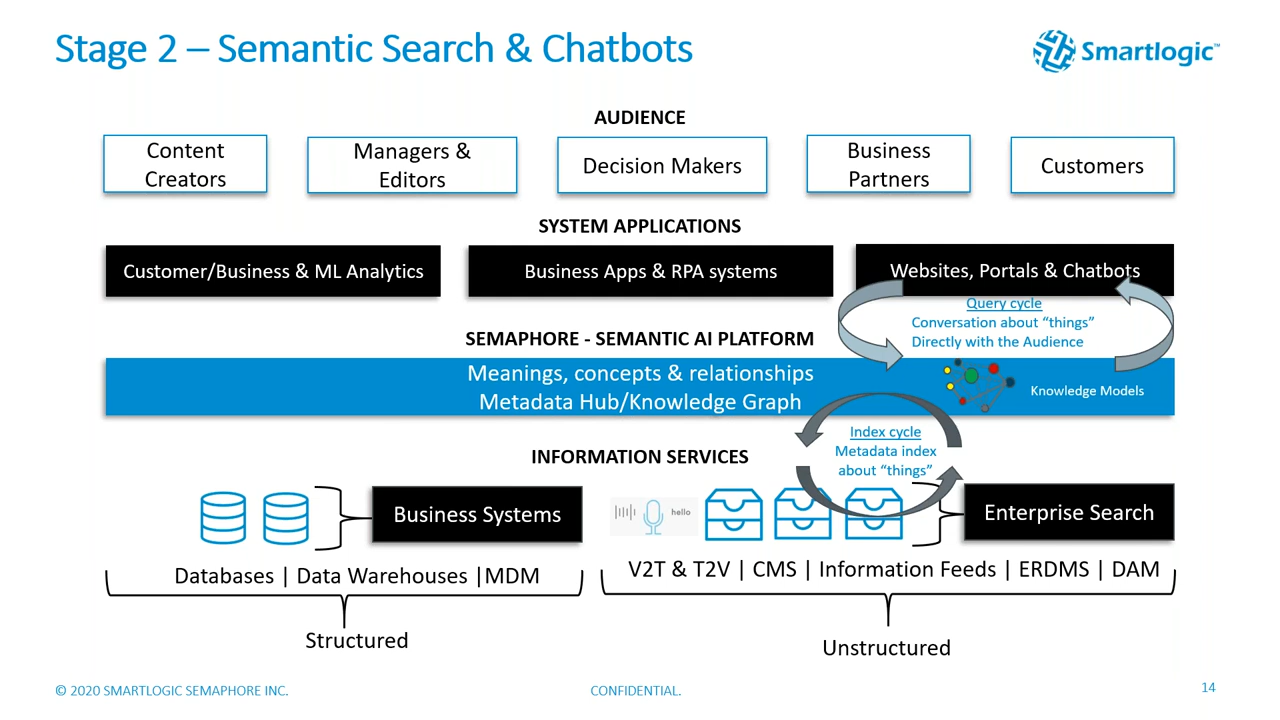 Stage 2 – Semantic Search & Chatbots
Smartlogic™
AUDIENCE
Content
Creators
Managers &
Editors
Decision Makers
Business
Partners
Customers
SYSTEM APPLICATIONS
Customer/Business & ML Analytics
Business Apps & RPA systems
Websites, Portals & Chatbots
Query cycle
Conversation about “things”
Directly with the Audience
SEMAPHORE - SEMANTIC AI PLATFORM
Meanings, concepts & relationships
Metadata Hub/Knowledge Graph
Knowledge Models
Index cycle
Metadata index
about “things”
INFORMATION SERVICES
Business Systems
hello
Enterprise Search
Databases | Data Warehouses |MDM
V2T & T2V | CMS | Information Feeds | ERDMS | DAM
Structured
Unstructured
© 2020 SMARTLOGIC SEMAPHORE INC.
CONFIDENTIAL.
14